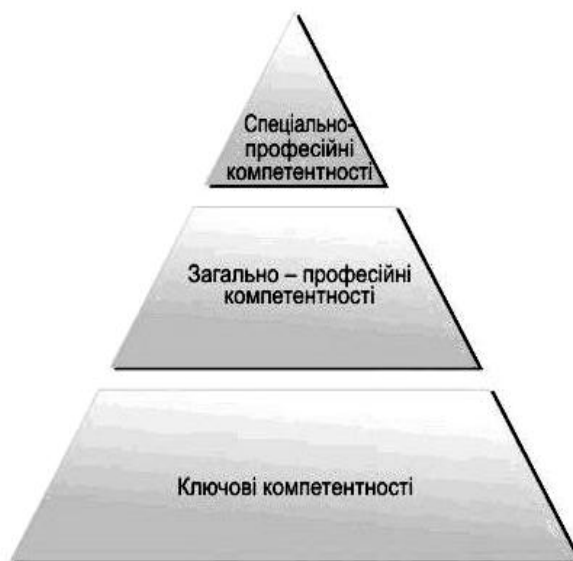 Спеціально-
професійні
компетентності
Загально – професійні
компетентності
Ключові компетентності